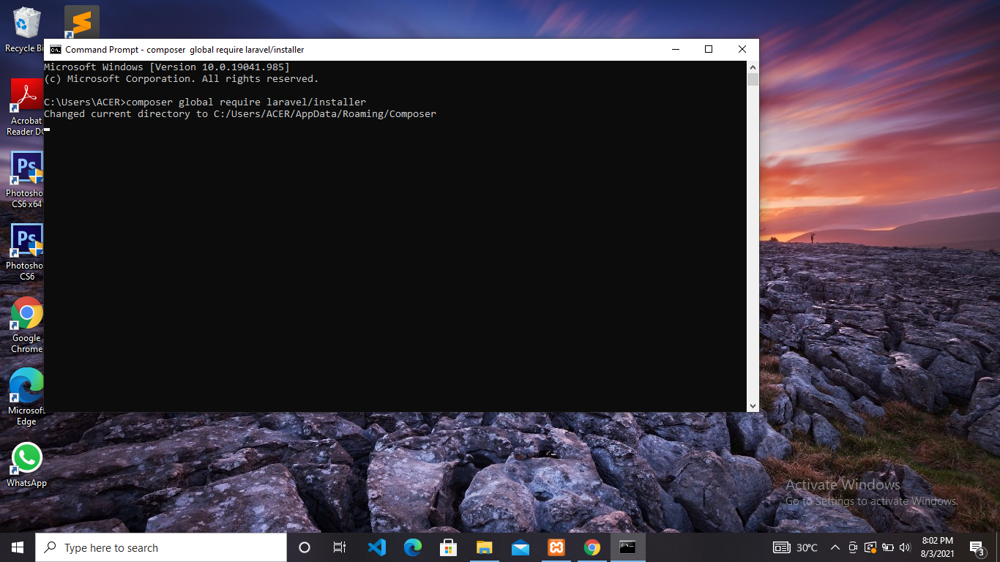 Recycle Bi
Acrobat
Reader DC
Ps
Photosho
CS6 x64
Ps
Photosho
CS6
Google
Chrome
Microsoft
Edge
WhatsApp
Command Prompt - composer  global require laravel/installer
Microsoft Windows [Version 10.0.19041.985]
(c) Microsoft Corporation. All rights reserved.
C:\Users\ACER>composer global require laravel/installer
Changed current directory to C:/Users/ACER/AppData/Roaming/Composer
Activate Windows
Go to Settings to activate Windows.
Type here to search
30°C
8:02 PM
8/3/2021
3